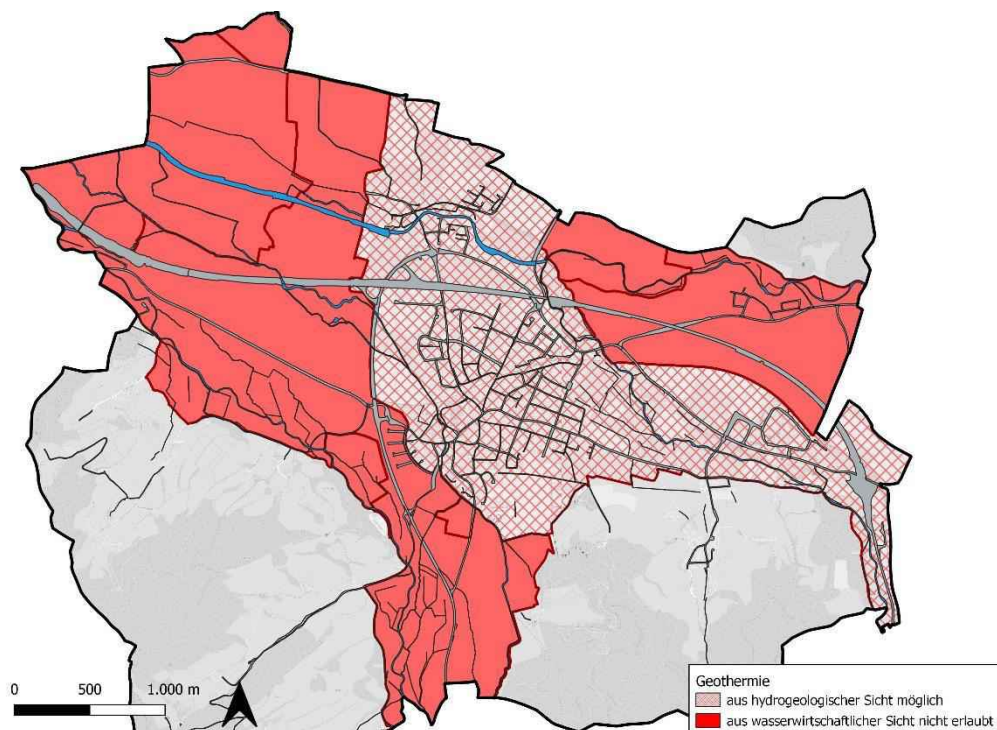 0 500 1.000 m
Geothermie
aus hydrogeologischer Sicht möglich
aus wasserwirtschaftlicher Sicht nicht erlaubt